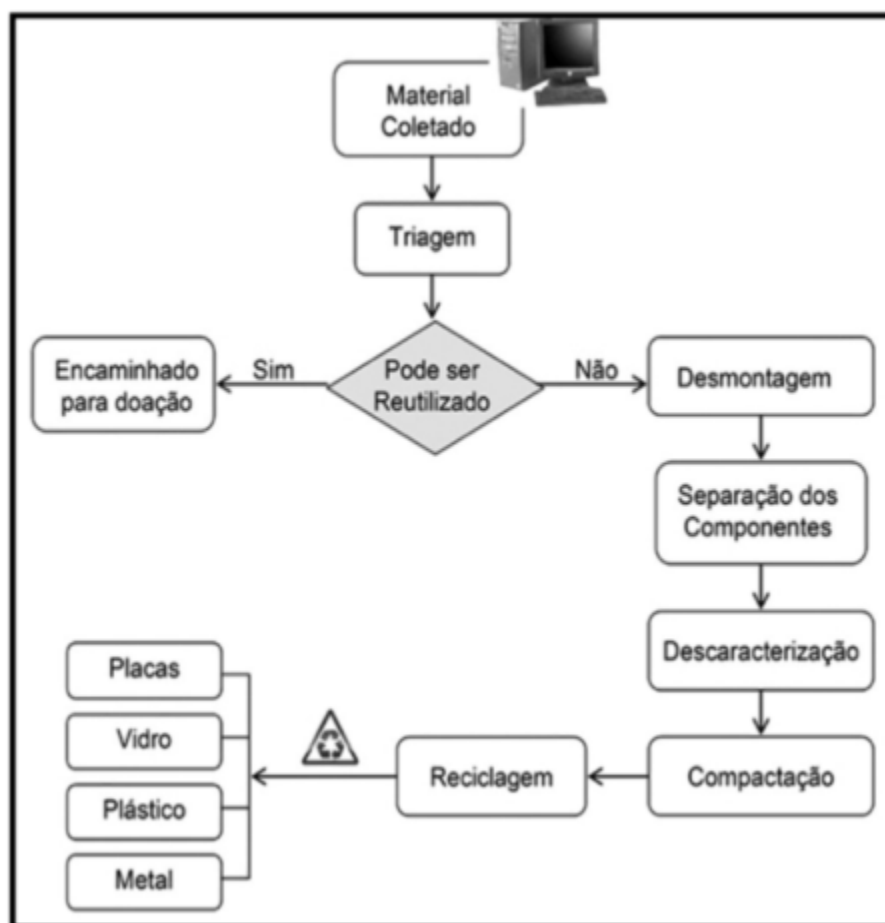 Material
Coletado
Triagem
Pode ser
Reutilizado
Sim
Encaminhado
para doação
Não
Desmontagem
Separação dos
Componentes
Descaracterização
Compactação
Reciclagem
Placas
Vidro
Plástico
Metal